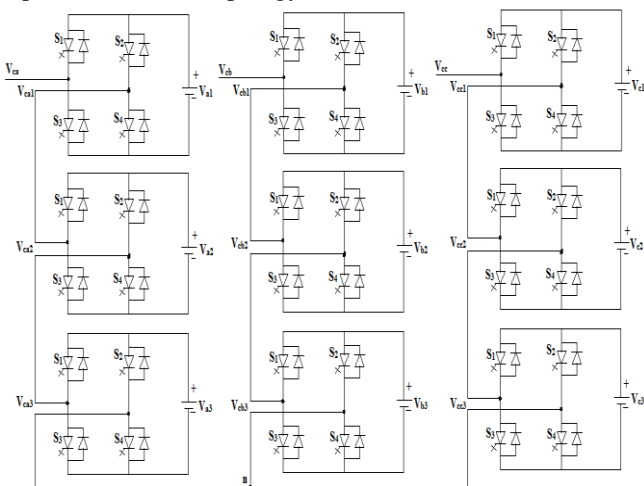 S1
S2
Vca
+
Vca1
Va1
-
S3
S4
S1
S2
+
Vca2
Va2
-
S3
S4
S1
S2
+
Vca3
Va3
-
S3
S4
S1
S2
Vcb
+
Vcb1
Vb1
-
S3
S4
S1
S2
+
Vcb2
Vb2
-
S3
S4
S1
S2
+
Vcb3
Vb3
-
S3
S4
n
S1
S2
Vcc
+
Vcc1
Vc1
-
S3
S4
S1
S2
+
Vcc2
Vc2
-
S3
S4
S1
S2
+
Vcc3
Vc3
-
S3
S4